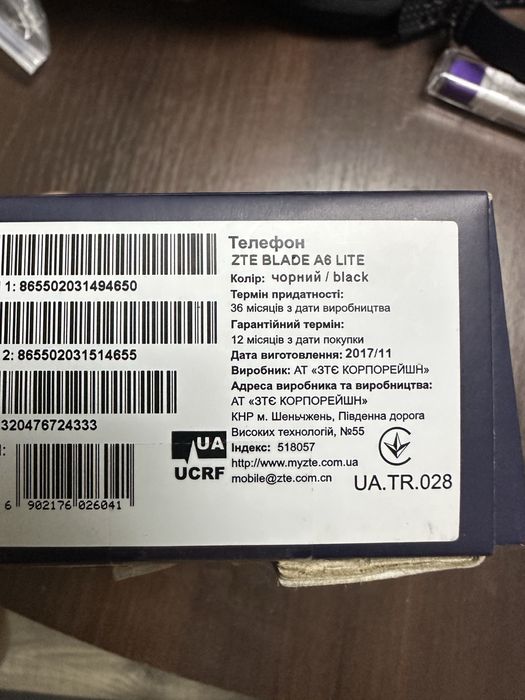 Телефон
ZTE BLADE A6 LITE
Колір: чорний / black
Термін придатності:
36 місяців з дати виробництва
Гарантійний термін:
12 місяців з дати покупки
Дата виготовлення: 2017/11
Виробник: АТ «ЗТЄ КОРПОРЕЙШН»
Адреса виробника та виробництва:
АТ «ЗТЄ КОРПОРЕЙШН»
КНР м. Шеньчжень, Південна дорога
Високих технологій, №55
Індекс: 518057
http://www.myzte.com.ua
mobile@zte.com.cn
1: 865502031494650
2: 865502031514655
320476724333
6 902176 026041
UA
UCRF
UA.TR.028